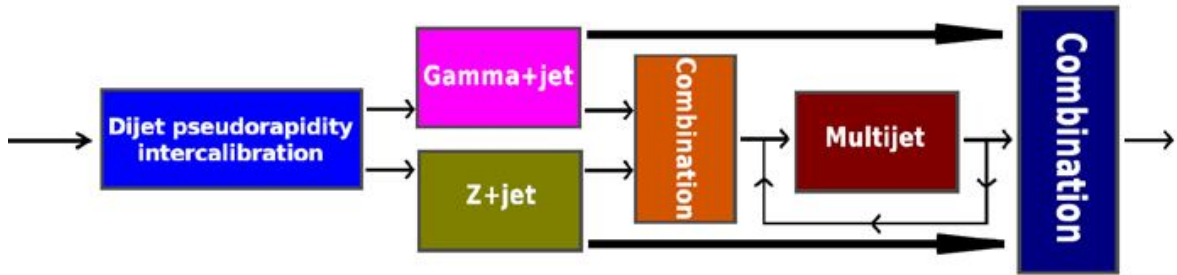 Dijet pseudorapidity
intercalibration
Gamma+jet
Z+jet
Combination
Multijet
Combination